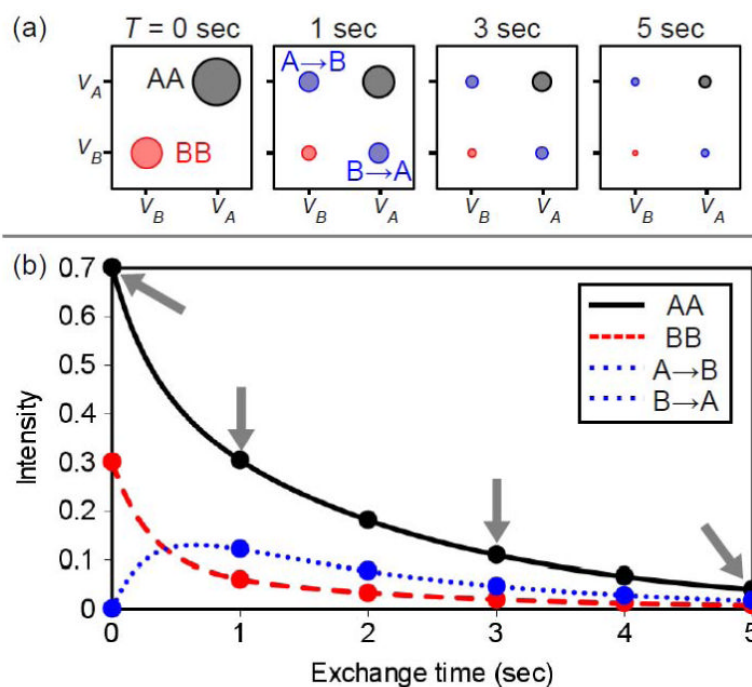 (a) T = 0 sec 1 sec 3 sec 5 sec
V_A AA A→B
V_B BB B→A
V_B V_A V_B V_A V_B V_A V_B V_A
(b)
0.7
0.6
0.5
0.4
0.3
0.2
0.1
0
Intensity
AA
BB
A→B
B→A
0 1 2 3 4 5
Exchange time (sec)